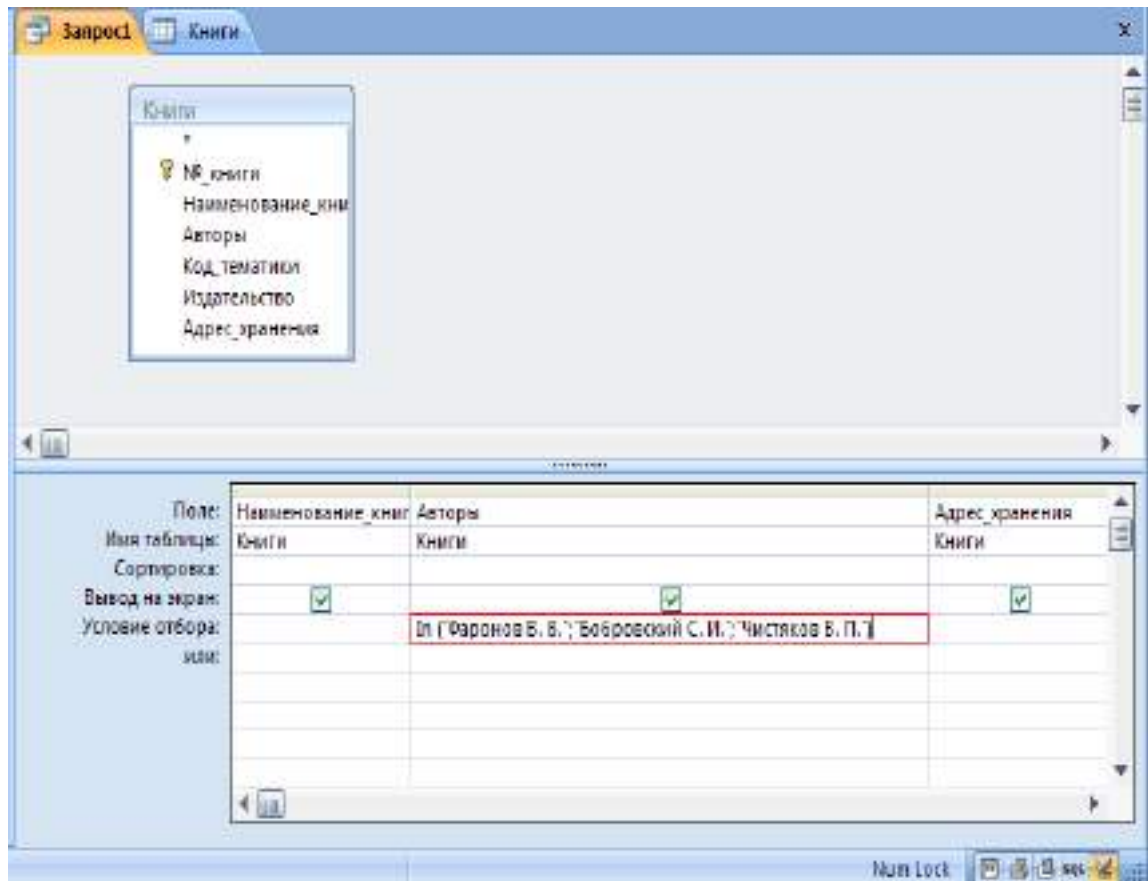 Запрос1 Книги
Книги
*
№_книги
Наименование_кни
Авторы
Код_тематики
Издательство
Адрес_хранения
Поле: Наименование_книг Авторы Адрес_хранения
Имя таблицы: Книги Книги Книги
Сортировка:
Вывод на экран:
Условие отбора: In ("Фаронов В. В.";"Бобровский С. И.";"Чистяков В. П.")
или:
Num Lock SQL